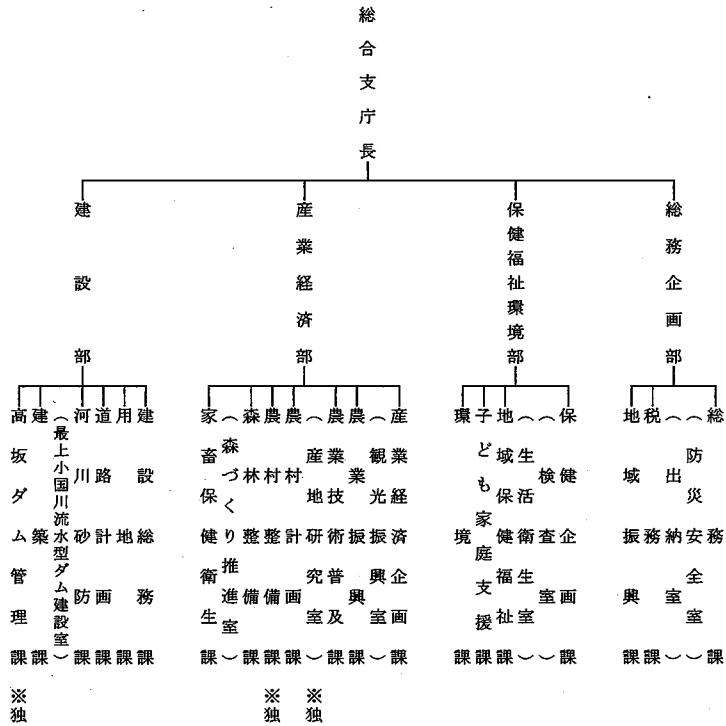 総合支庁長
総務企画部
総務課
（防災安全室）
（出納室）
税務課
地域振興課
保健福祉環境部
保健企画課
（検査室）
（生活衛生室）
地域保健福祉課
子ども家庭支援課
環境課
産業経済部
産業経済企画課
（観光振興室）
農業振興課
農業技術普及課
（産地研究室）※独
農村計画課
農村整備課※独
森林整備課
（森づくり推進室）
家畜保健衛生課
建設部
建設総務課
用地課
道路計画課
河川砂防課
（最上小国川流水型ダム建設室）
建築課
高坂ダム管理課※独